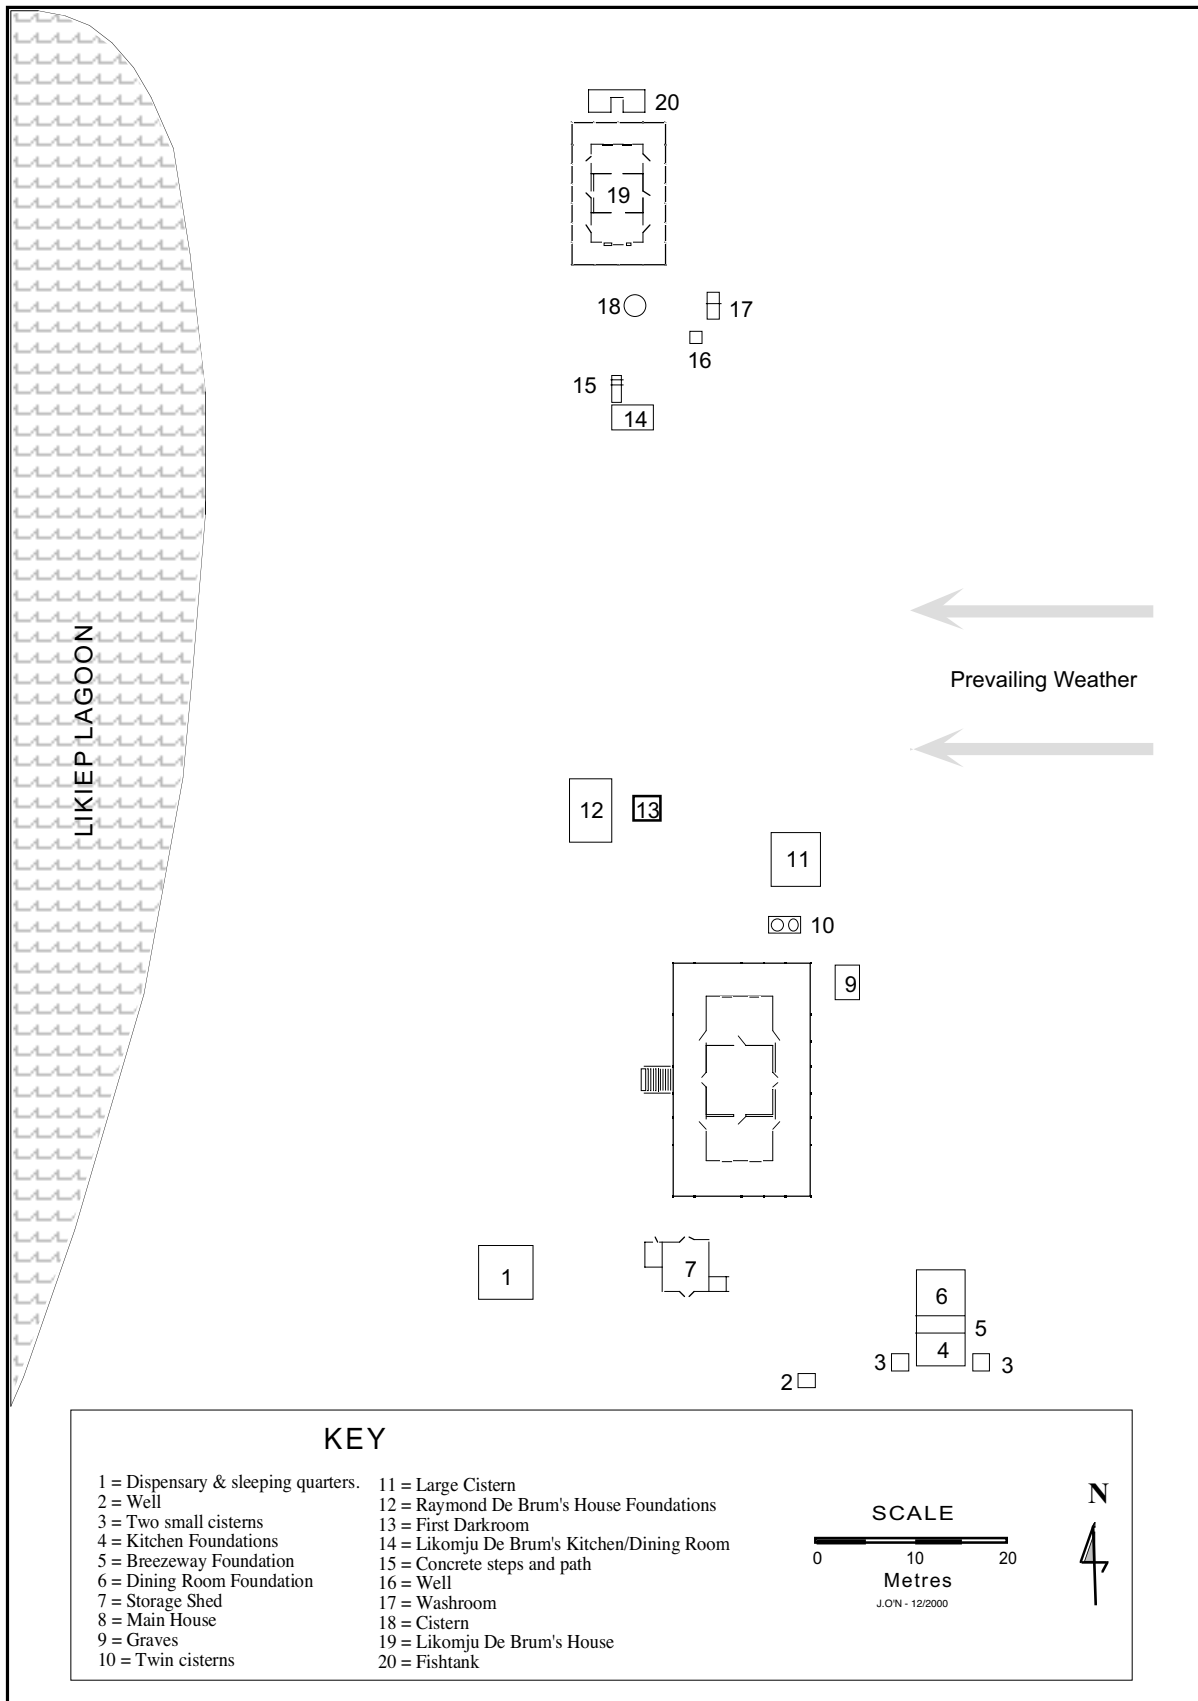 20
19
18
17
16
15
14
LIKIEP LAGOON
Prevailing Weather
12
13
11
10
9
1
7
6
5
4
3
3
2
KEY
1 = Dispensary & sleeping quarters.
2 = Well
3 = Two small cisterns
4 = Kitchen Foundations
5 = Breezeway Foundation
6 = Dining Room Foundation
7 = Storage Shed
8 = Main House
9 = Graves
10 = Twin cisterns
11 = Large Cistern
12 = Raymond De Brum's House Foundations
13 = First Darkroom
14 = Likomju De Brum's Kitchen/Dining Room
15 = Concrete steps and path
16 = Well
17 = Washroom
18 = Cistern
19 = Likomju De Brum's House
20 = Fishtank
SCALE
0 10 20
Metres
J.O'N - 12/2000
N